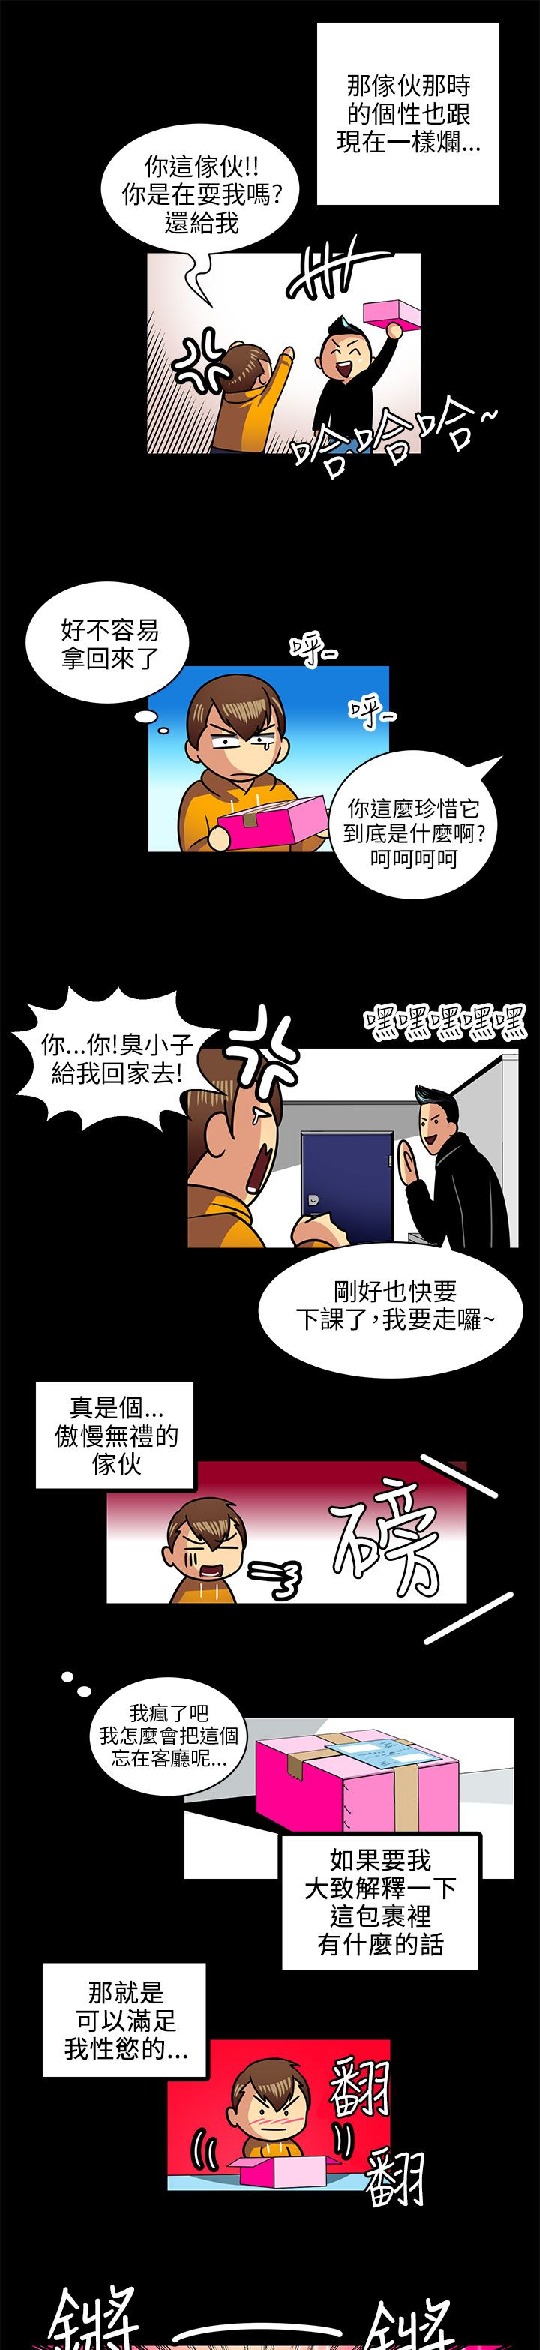 那傢伙那時
的個性也跟
現在一樣爛...
你這傢伙!!
你是在耍我嗎?
還給我
哈哈哈~
好不容易
拿回來了
呼~
呼~
你這麼珍惜它
到底是什麼啊?
呵呵呵呵
嘿嘿嘿嘿嘿
你...你!臭小子
給我回家去!
剛好也快要
下課了,我要走囉~
真是個...
傲慢無禮的
傢伙
磅
我瘋了吧
我怎麼會把這個
忘在客廳呢...
如果要我
大致解釋一下
這包裹裡
有什麼的話
那就是
可以滿足
我性慾的...
翻
翻
鏘 鏘